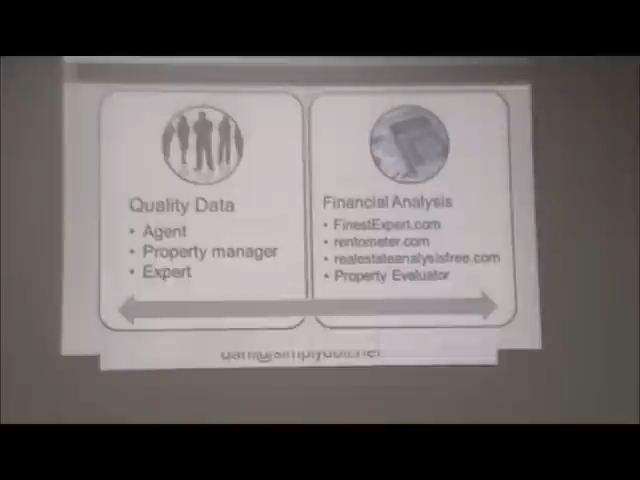 Quality Data
• Agent
• Property manager
• Expert
Financial Analysis
• FinestExpert.com
• rentometer.com
• realestateanalysisfree.com
• Property Evaluator